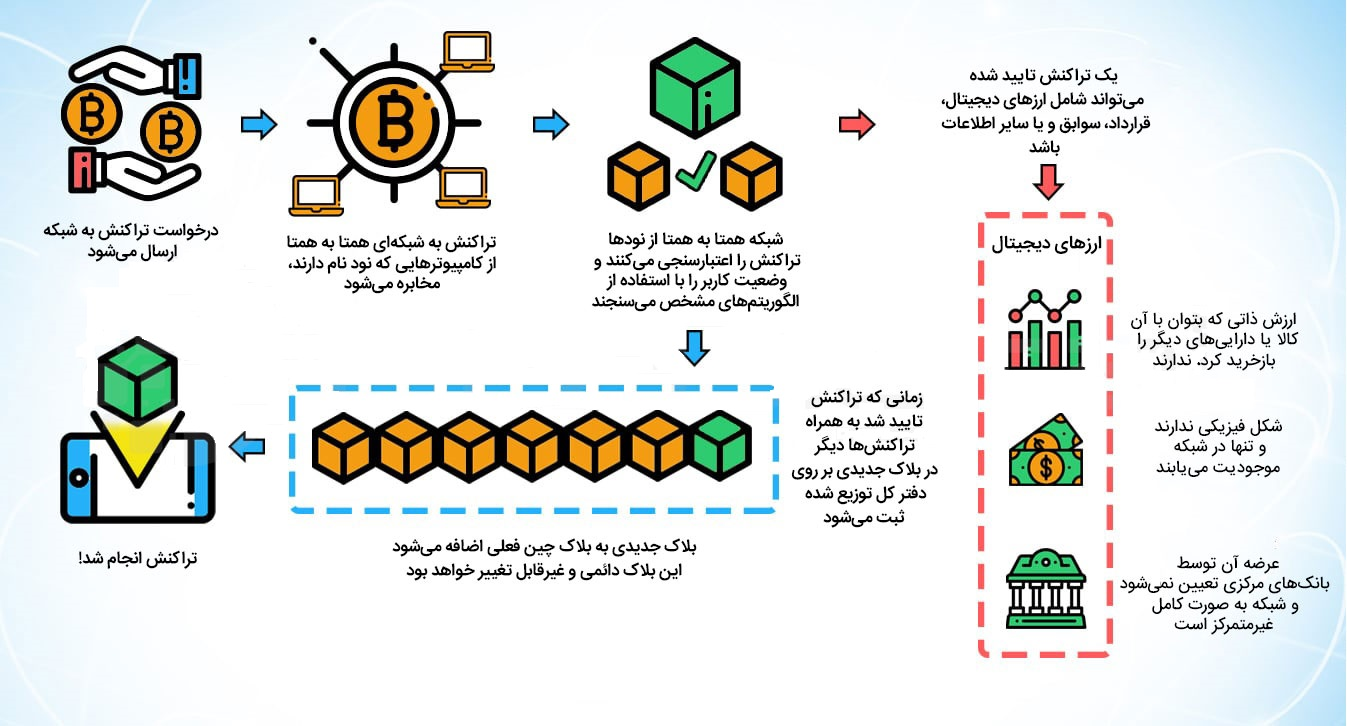 درخواست تراکنش به شبکه
ارسال می‌شود
تراکنش به شبکه‌ای همتا به همتا
از کامپیوترهایی که نود نام دارند،
مخابره می‌شود
شبکه همتا به همتا از نودها
تراکنش را اعتبارسنجی می‌کنند و
وضعیت کاربر را با استفاده از
الگوریتم‌های مشخص می‌سنجند
یک تراکنش تایید شده
می‌تواند شامل ارزهای دیجیتال،
قرارداد، سوابق و یا سایر اطلاعات
باشد
ارزهای دیجیتال
ارزش ذاتی که بتوان با آن
کالا یا دارایی‌های دیگر را
بازخرید کرد، ندارند
شکل فیزیکی ندارند
و تنها در شبکه
موجودیت می‌یابند
عرضه آن توسط
بانک‌های مرکزی تعیین نمی‌شود
و شبکه به صورت کامل
غیرمتمرکز است
زمانی که تراکنش
تایید شد به همراه
تراکنش‌ها دیگر
در بلاک جدیدی بر روی
دفتر کل توزیع شده
ثبت می‌شود
بلاک جدیدی به بلاک چین فعلی اضافه می‌شود
این بلاک دائمی و غیرقابل تغییر خواهد بود
تراکنش انجام شد!